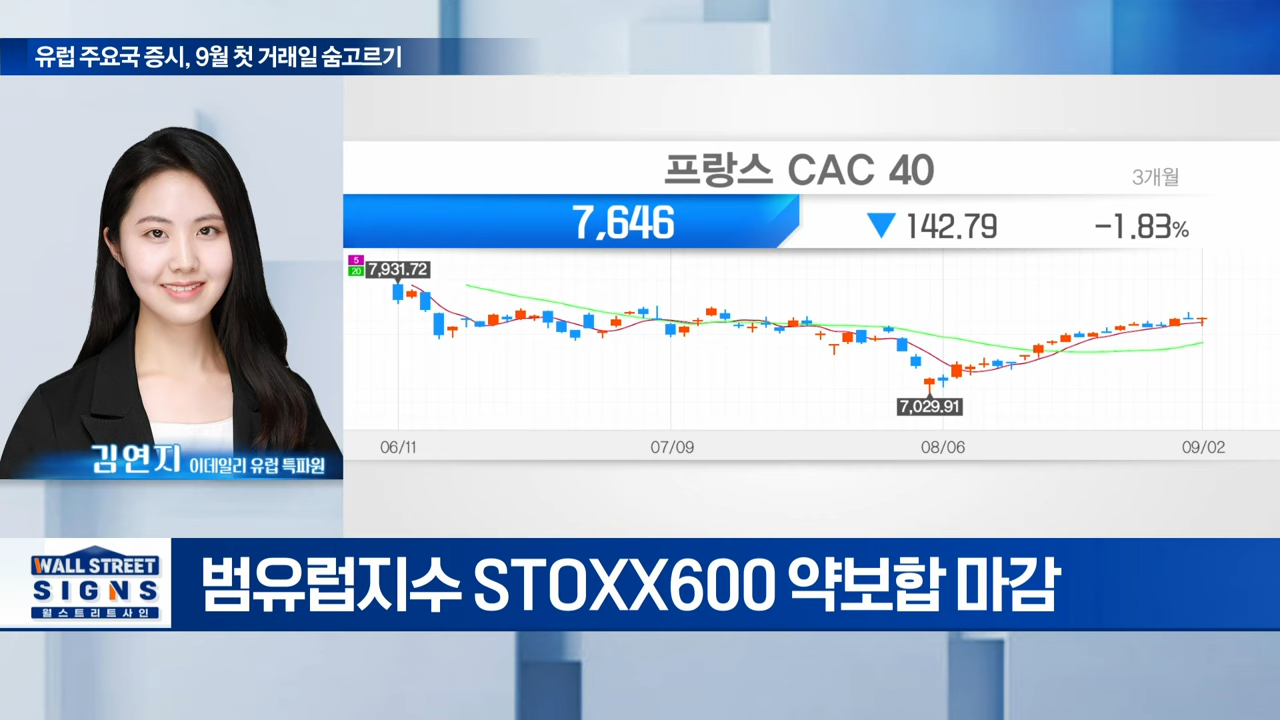 유럽 주요국 증시, 9월 첫 거래일 숨고르기
프랑스 CAC 40
3개월
7,646
▼ 142.79
-1.83%
5
20
7,931.72
7,029.91
06/11
07/09
08/06
09/02
김연지 이데일리 유럽 특파원
WALL STREET
SIGNS
월스트리트사인
범유럽지수 STOXX600 약보합 마감